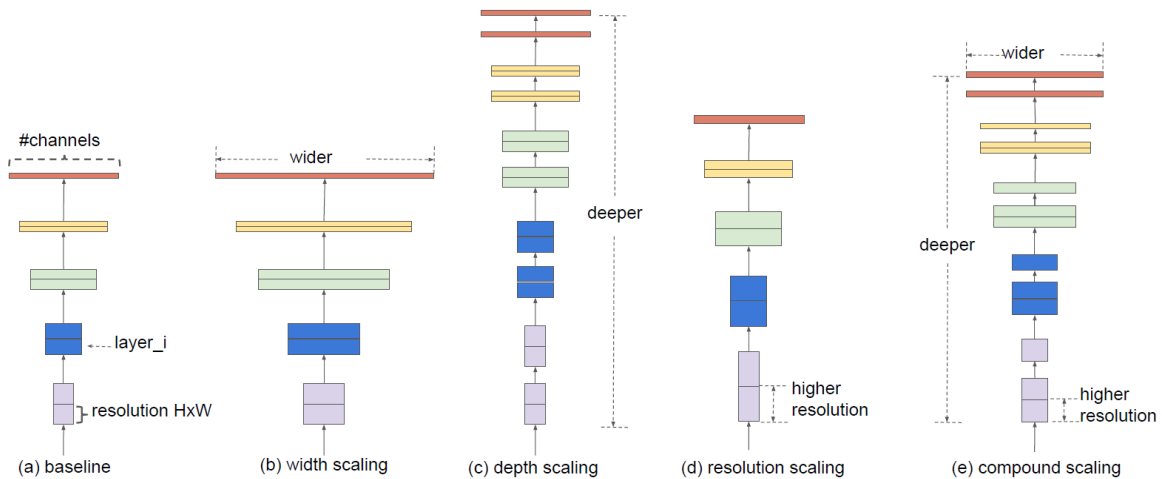 #channels
layer_i
resolution HxW
(a) baseline
wider
(b) width scaling
deeper
(c) depth scaling
higher
resolution
(d) resolution scaling
wider
deeper
higher
resolution
(e) compound scaling